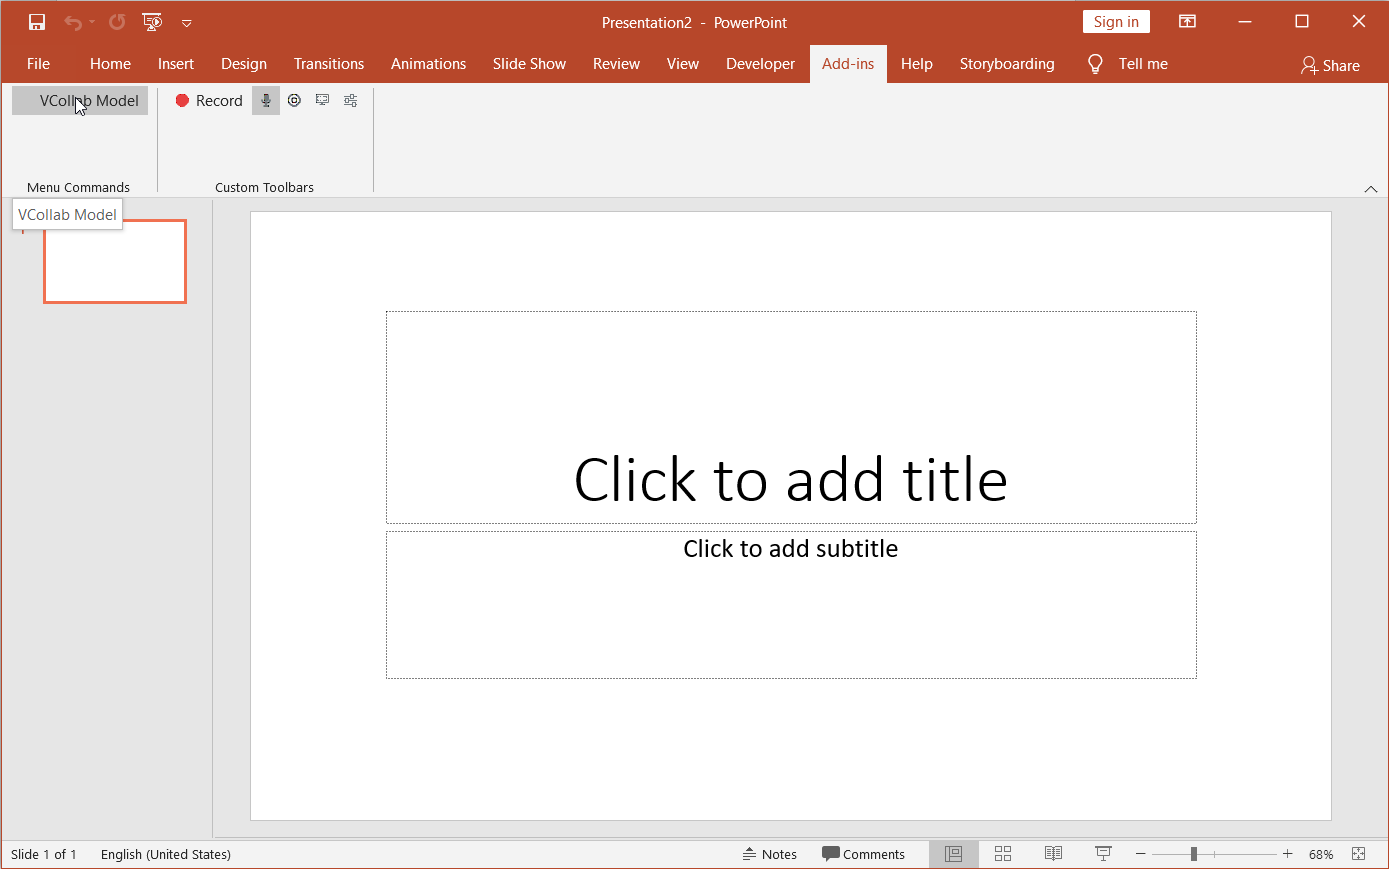 Presentation2 - PowerPoint
Sign in
File Home Insert Design Transitions Animations Slide Show Review View Developer Add-ins Help Storyboarding Tell me Share
VCollab Model Record
Menu Commands Custom Toolbars
VCollab Model
Click to add title
Click to add subtitle
Slide 1 of 1 English (United States) Notes Comments 68%